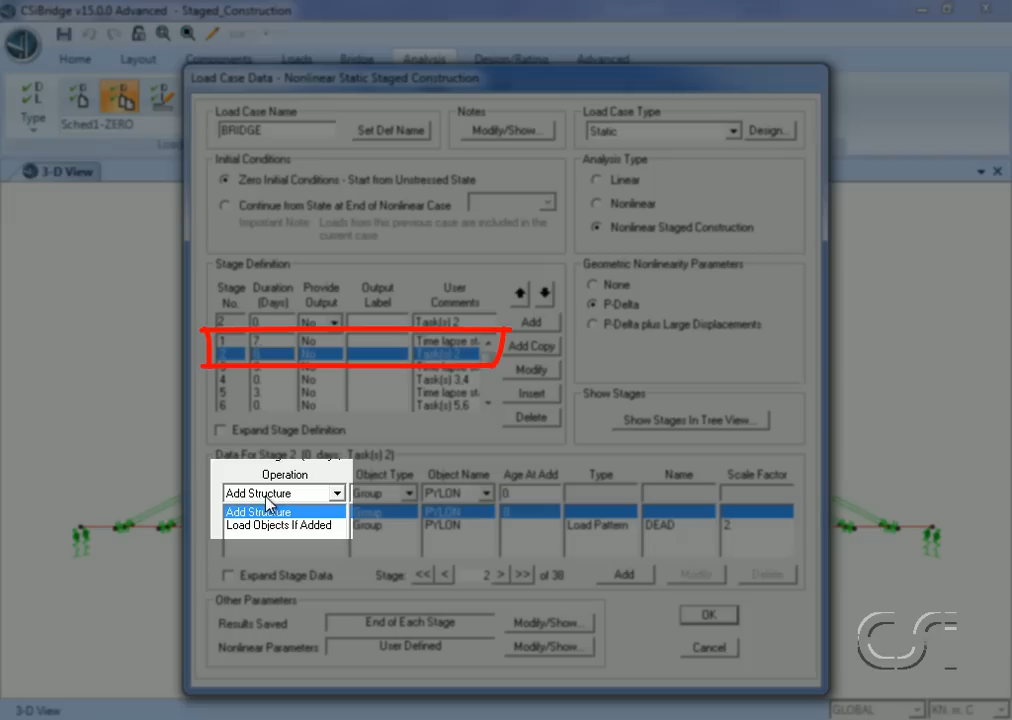 CSiBridge v15.0.0 Advanced - Staged_Construction
Home Layout Components Loads Bridge Analysis Design/Rating Advanced
Type
Sched1-ZERO
3-D View
Load Case Data - Nonlinear Static Staged Construction
Load Case Name
BRIDGE Set Def Name
Notes
Modify/Show...
Load Case Type
Static Design...
Initial Conditions
Zero Initial Conditions - Start from Unstressed State
Continue from State at End of Nonlinear Case
Important Note: Loads from this previous case are included in the
current case
Analysis Type
Linear
Nonlinear
Nonlinear Staged Construction
Stage Definition
Stage Duration Provide Output User
No. (Days) Output Label Comments
2 0. No Task(s) 2
1 7. No Time lapse st.
2 0. No Task(s) 2
4 0. No Task(s) 3,4
5 3. No Time lapse st.
6 0. No Task(s) 5,6
Add
Add Copy
Modify
Insert
Delete
Expand Stage Definition
Geometric Nonlinearity Parameters
None
P-Delta
P-Delta plus Large Displacements
Show Stages
Show Stages In Tree View...
Data For Stage 2 (0. days, Task(s) 2)
Operation Object Type Object Name Age At Add Type Name Scale Factor
Add Structure Group PYLON 0.
Add Structure Group PYLON 0.
Load Objects If Added Group PYLON Load Pattern DEAD 2.
Expand Stage Data Stage: << < 2 > >> of 38 Add Modify Delete
Other Parameters
Results Saved End of Each Stage Modify/Show...
Nonlinear Parameters User Defined Modify/Show...
OK
Cancel
CSi
3-D View GLOBAL KN, m, C